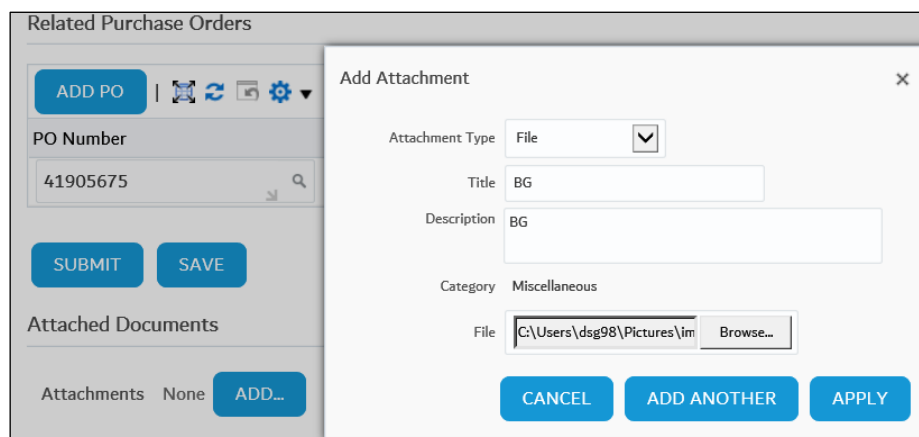 Related Purchase Orders
ADD PO
PO Number
41905675
SUBMIT SAVE
Attached Documents
Attachments None ADD...
Add Attachment
Attachment Type File
Title BG
Description BG
Category Miscellaneous
File C:\Users\dsg98\Pictures\im Browse...
CANCEL ADD ANOTHER APPLY